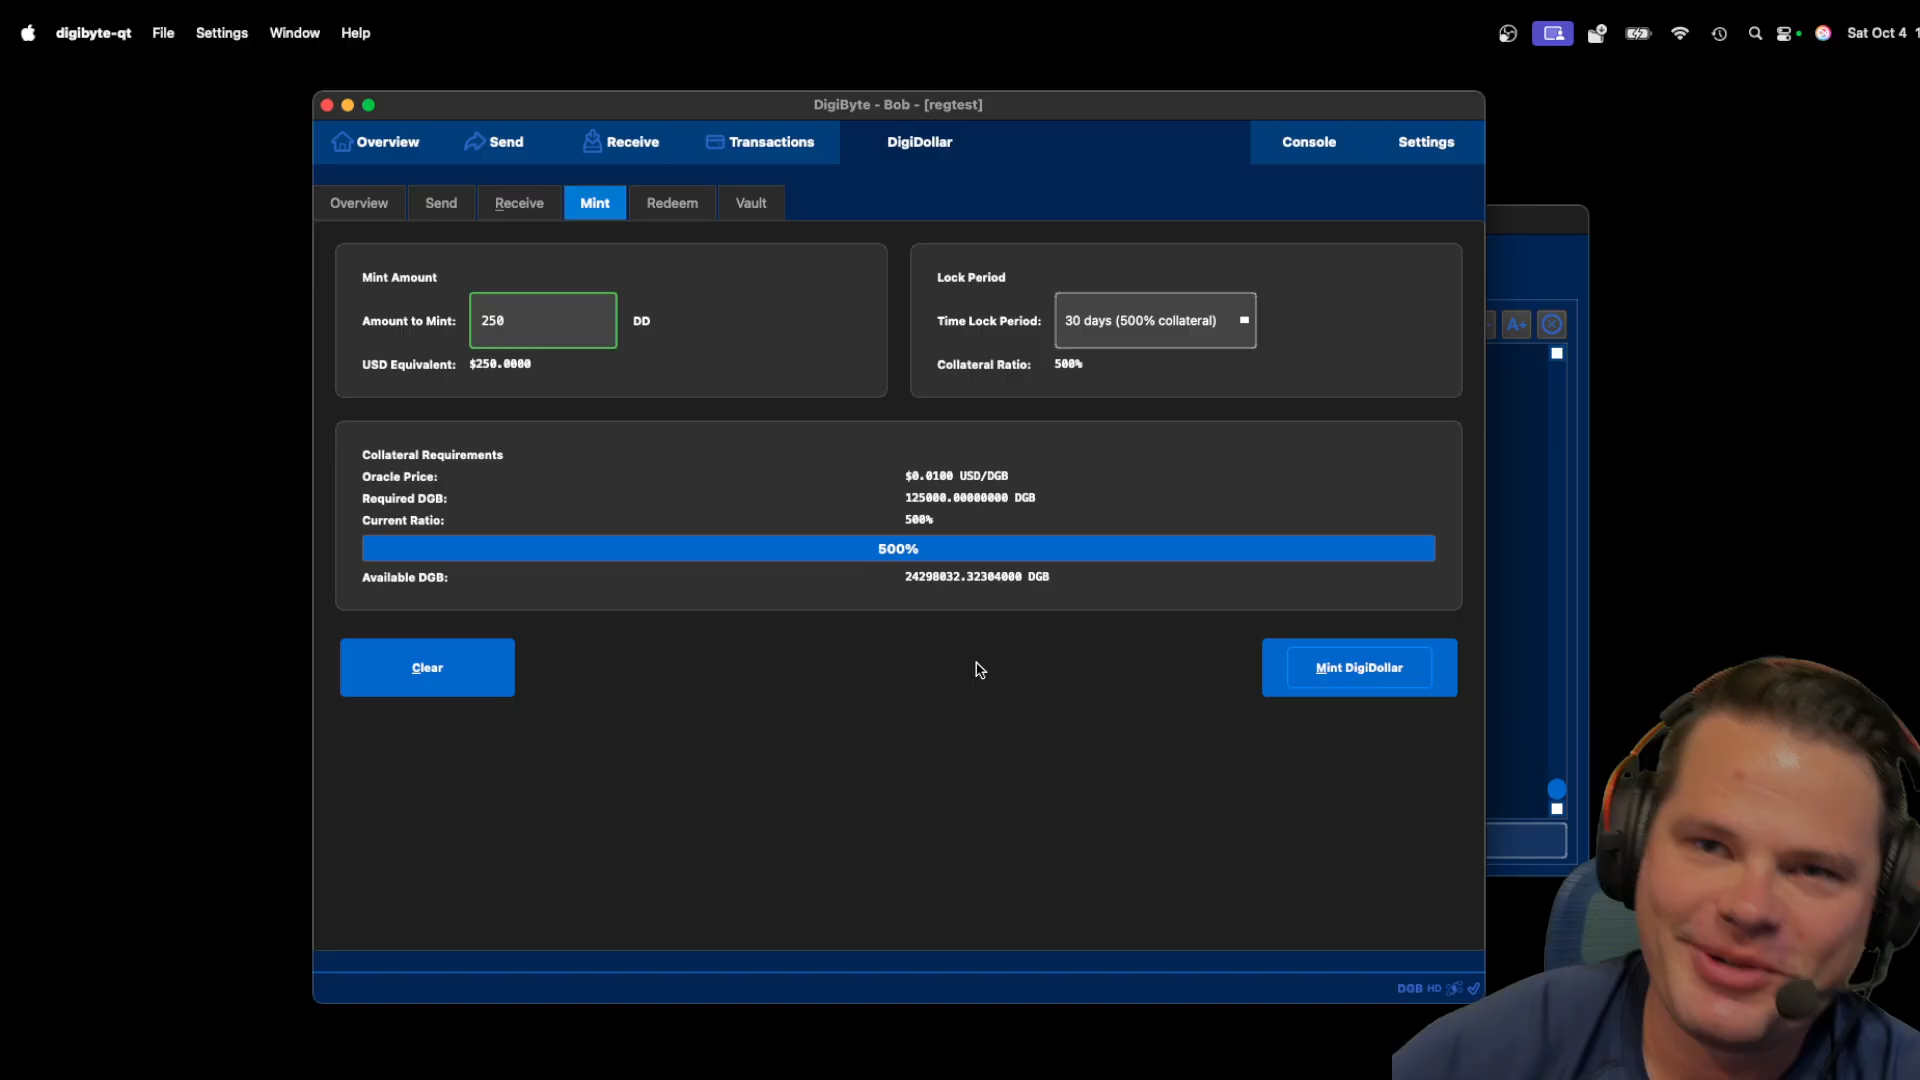 digibyte-qt File Settings Window Help Sat Oct 4
DigiByte - Bob - [regtest]
Overview Send Receive Transactions DigiDollar Console Settings
Overview Send Receive Mint Redeem Vault
Mint Amount
Amount to Mint: 250 DD
USD Equivalent: $250.0000
Lock Period
Time Lock Period: 30 days (500% collateral)
Collateral Ratio: 500%
A+
Collateral Requirements
Oracle Price: $0.0100 USD/DGB
Required DGB: 125000.00000000 DGB
Current Ratio: 500%
500%
Available DGB: 24298032.32304000 DGB
Clear
Mint DigiDollar
DGB HD